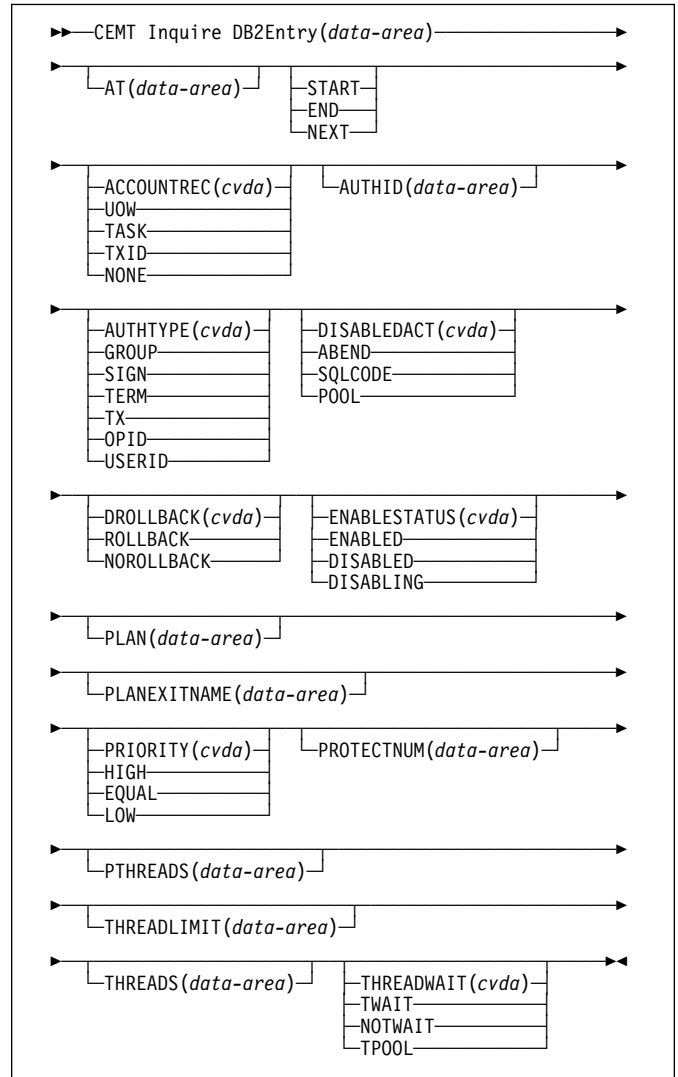 CEMT Inquire DB2Entry(data-area)
AT(data-area) START
END
NEXT
ACCOUNTREC(cvda) AUTHID(data-area)
UOW
TASK
TXID
NONE
AUTHTYPE(cvda) DISABLEDACT(cvda)
GROUP ABEND
SIGN SQLCODE
TERM POOL
TX
OPID
USERID
DROLLBACK(cvda) ENABLESTATUS(cvda)
ROLLBACK ENABLED
NOROLLBACK DISABLED
DISABLING
PLAN(data-area)
PLANEXITNAME(data-area)
PRIORITY(cvda) PROTECTNUM(data-area)
HIGH
EQUAL
LOW
PTHREADS(data-area)
THREADLIMIT(data-area)
THREADS(data-area) THREADWAIT(cvda)
TWAIT
NOTWAIT
TPOOL